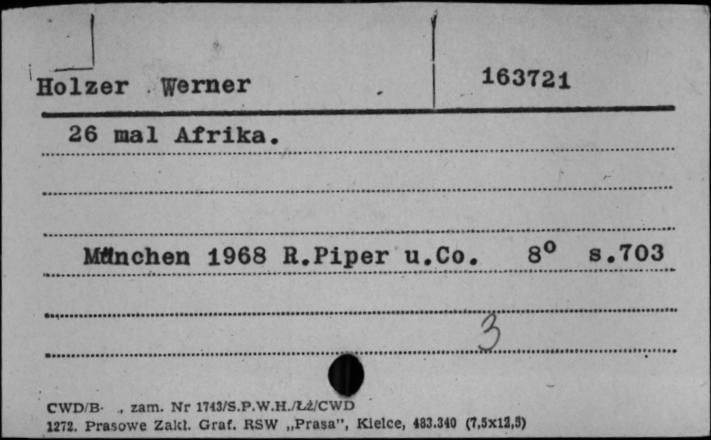 Holzer Werner 163721
26 mal Afrika.
München 1968 R.Piper u.Co. 8° s.703
3
CWD/B- ., zam. Nr 1743/S.P.W.H./Łż/CWD
1272. Prasowe Zakł. Graf. RSW „Prasa", Kielce, 483.340 (7,5x12,5)